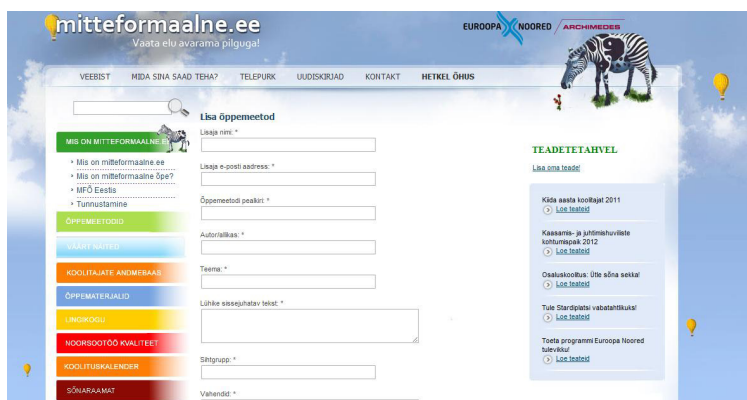 mitteformaalne.ee
Vaata elu avarama pilguga!
EUROOPA NOORED
ARCHIMEDES
VEEBIST MIDA SINA SAAD TEHA? TELEPURK UUDISKIRJAD KONTAKT HETKEL ÕHUS
MIS ON MITTEFORMAALNE.EE
Mis on mitteformaalne.ee
Mis on mitteformaalne õpe?
MFÕ Eestis
Tunnustamine
ÕPPEMEETODID
VÄÄRT NÄITED
KOOLITAJATE ANDMEBAAS
ÕPPEMATERJALID
LINGIKOGU
NOORSOOTÖÖ KVALITEET
KOOLITUSKALENDER
SÕNARAAMAT
Lisa õppemeetod
Lisaja nimi: *
Lisaja e-posti aadress: *
Õppemeetodi pealkiri: *
Autor/allikas: *
Teema: *
Lühike sissejuhatav tekst: *
Sihtgrupp: *
Vahendid: *
TEADETETAHVEL
Lisa oma teade!
Kiida aasta koolitajat 2011
Loe teateid
Kaasamis- ja juhtimishuviliste
kohtumispaik 2012
Loe teateid
Osaluskoolitus: Ütle sõna sekka!
Loe teateid
Tule Stardiplatsi vabatahtlikuks!
Loe teateid
Toeta programmi Euroopa Noored
tulevikku!
Loe teateid